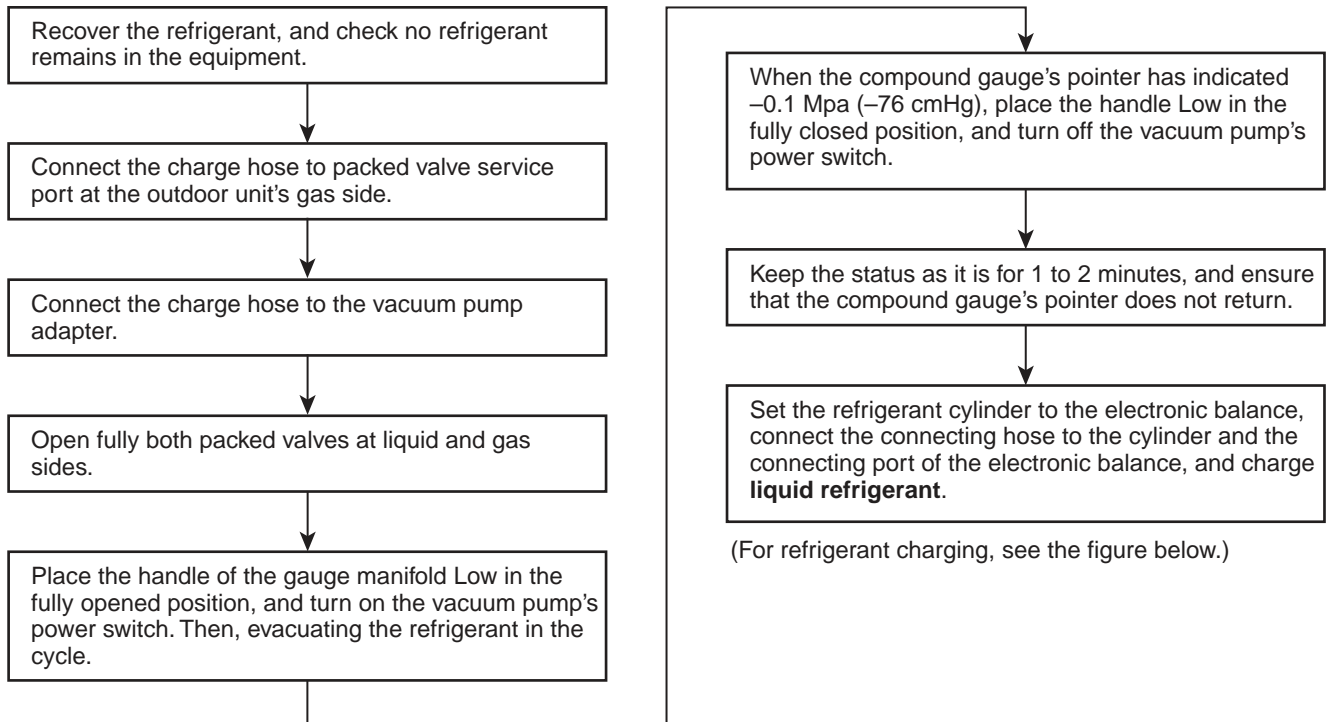 Recover the refrigerant, and check no refrigerant
remains in the equipment.
Connect the charge hose to packed valve service
port at the outdoor unit's gas side.
Connect the charge hose to the vacuum pump
adapter.
Open fully both packed valves at liquid and gas
sides.
Place the handle of the gauge manifold Low in the
fully opened position, and turn on the vacuum pump's
power switch. Then, evacuating the refrigerant in the
cycle.
When the compound gauge's pointer has indicated
–0.1 Mpa (–76 cmHg), place the handle Low in the
fully closed position, and turn off the vacuum pump's
power switch.
Keep the status as it is for 1 to 2 minutes, and ensure
that the compound gauge's pointer does not return.
Set the refrigerant cylinder to the electronic balance,
connect the connecting hose to the cylinder and the
connecting port of the electronic balance, and charge
liquid refrigerant.
(For refrigerant charging, see the figure below.)